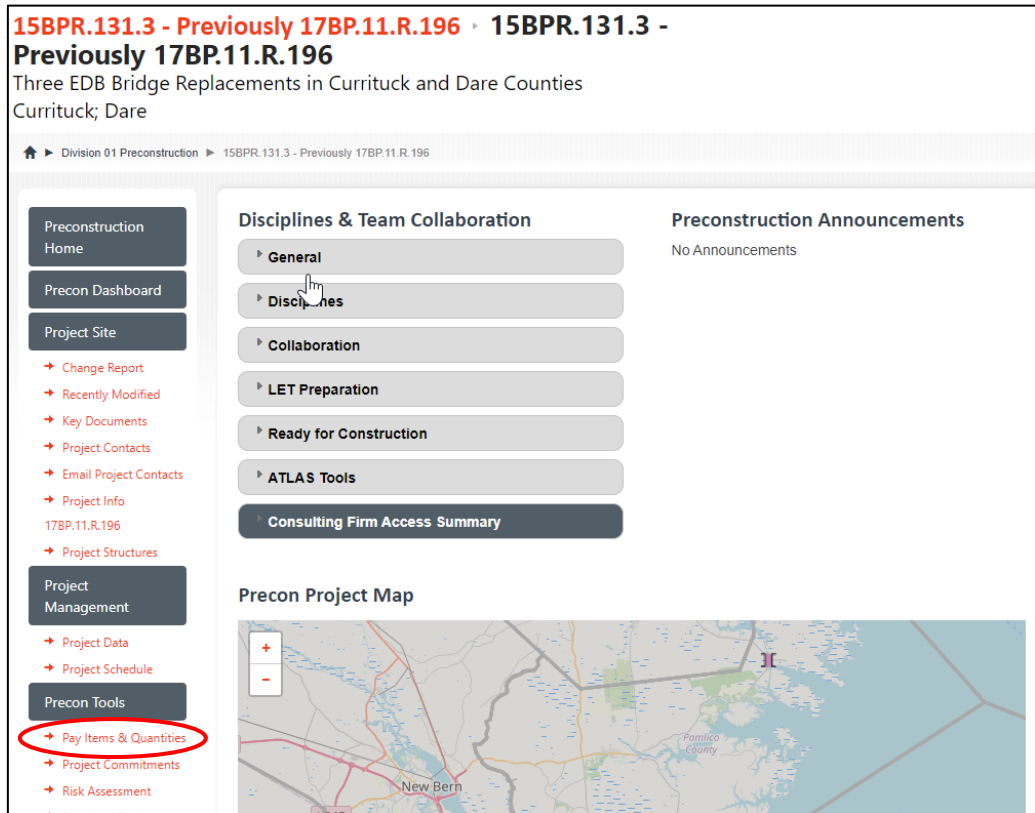 15BPR.131.3 - Previously 17BP.11.R.196 ▸ 15BPR.131.3 -
Previously 17BP.11.R.196
Three EDB Bridge Replacements in Currituck and Dare Counties
Currituck; Dare
Division 01 Preconstruction ► 15BPR.131.3 - Previously 17BP.11.R.196
Preconstruction
Home
Precon Dashboard
Project Site
Change Report
Recently Modified
Key Documents
Project Contacts
Email Project Contacts
Project Info
17BP.11.R.196
Project Structures
Project
Management
Project Data
Project Schedule
Precon Tools
Pay Items & Quantities
Project Commitments
Risk Assessment
Disciplines & Team Collaboration
General
Disciplines
Collaboration
LET Preparation
Ready for Construction
ATLAS Tools
Consulting Firm Access Summary
Preconstruction Announcements
No Announcements
Precon Project Map
+
-
Pamlico
County
New Bern